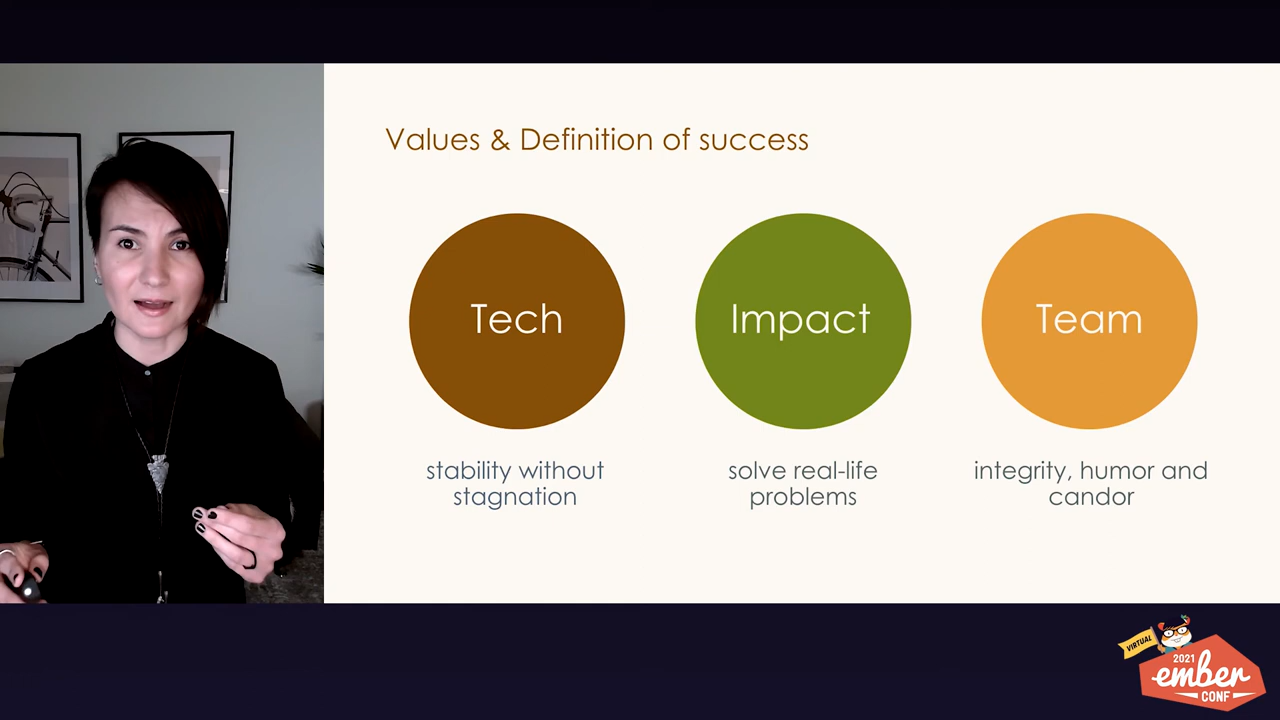 Values & Definition of success
Tech
Impact
Team
stability without
stagnation
solve real-life
problems
integrity, humor and
candor
VIRTUAL
2021
ember
CONF